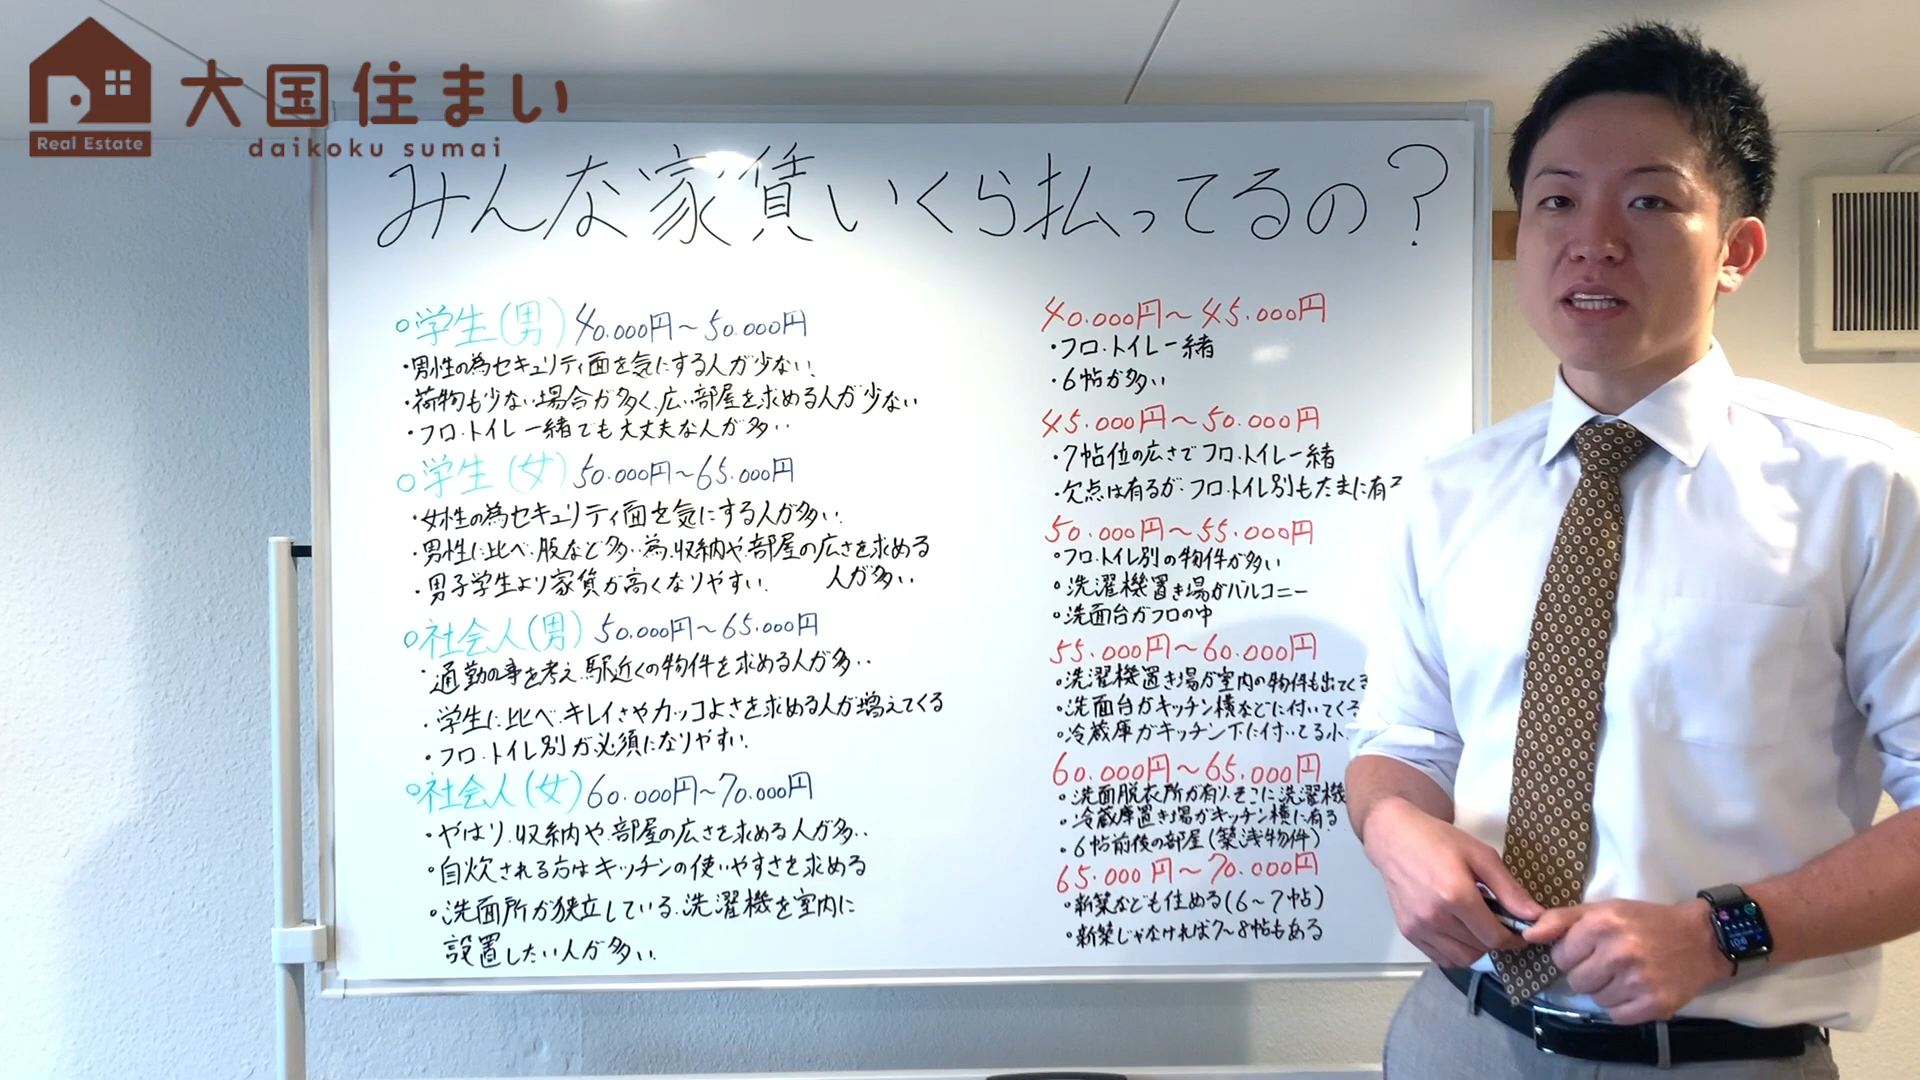 大国住まい
Real Estate
daikoku sumai
みんな家賃いくら払ってるの？
○学生(男) 40.000円〜50.000円
・男性の為セキュリティ面を気にする人が少ない.
・荷物も少ない場合が多く、広い部屋を求める人が少ない
・フロ.トイレ一緒でも大丈夫な人が多い.
○学生(女) 50.000円〜65.000円
・女性の為セキュリティ面を気にする人が多い.
・男性に比べ.服など多い為.収納や.部屋の広さを求める
人が多い.
・男子学生より家賃が高くなりやすい.
○社会人(男) 50.000円〜65.000円
・通勤の事を考え.駅近くの物件を求める人が多い.
・学生に比べ.キレイさやカッコよさを求める人が増えてくる
・フロ.トイレ別が必須になりやすい.
○社会人(女) 60.000円〜70.000円
・やはり.収納や.部屋の広さを求める人が多い.
・自炊される方はキッチンの使いやすさを求める
・洗面所が独立している.洗濯機を室内に
設置したい人が多い.
40.000円〜45.000円
・フロ.トイレ一緒
・6帖が多い
45.000円〜50.000円
・7帖位の広さでフロ.トイレ一緒
・欠点は有るが.フロ.トイレ別もたまに有
50.000円〜55.000円
○フロ.トイレ別の物件が多い
○洗濯機置き場がバルコニー
○洗面台がフロの中
55.000円〜60.000円
○洗濯機置き場が室内の物件も出てく
○洗面台がキッチン横などに付いてく
○冷蔵庫がキッチン下に付いてる小
60.000円〜65.000円
○洗面脱衣所が有り.そこに洗濯機
○冷蔵庫置き場がキッチン横に有る
○6帖前後の部屋(築浅物件)
65.000円〜70.000円
○新築なども住める(6〜7帖)
○新築じゃなければ7〜8帖もある